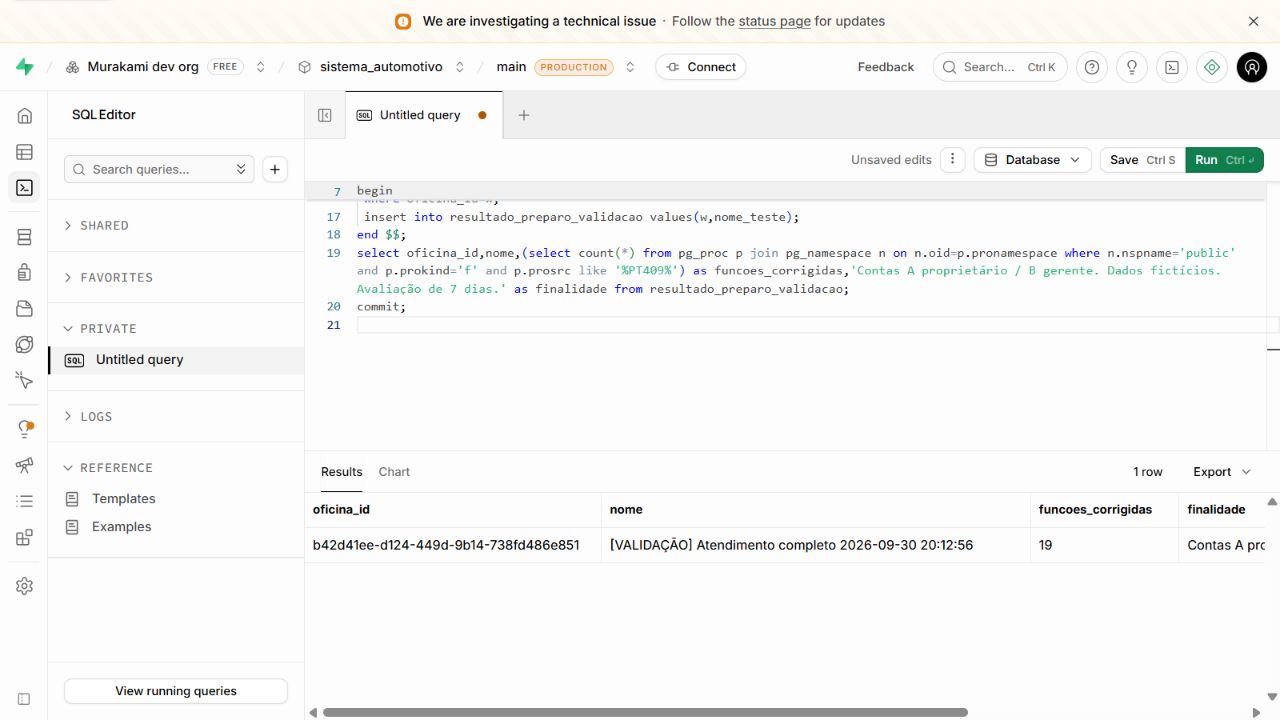 We are investigating a technical issue · Follow the status page for updates
Murakami dev org FREE / sistema_automotivo / main PRODUCTION Connect Feedback Search... Ctrl K
SQL Editor
SQL Untitled query
Unsaved edits Database Save Ctrl S Run Ctrl ↵
Search queries...
SHARED
FAVORITES
PRIVATE
SQL Untitled query
LOGS
REFERENCE
Templates
Examples
View running queries
7 begin
17 insert into resultado_preparo_validacao values(w,nome_teste);
18 end $$;
19 select oficina_id,nome,(select count(*) from pg_proc p join pg_namespace n on n.oid=p.pronamespace where n.nspname='public'
and p.prokind='f' and p.prosrc like '%PT409%') as funcoes_corrigidas,'Contas A proprietário / B gerente. Dados fictícios.
Avaliação de 7 dias.' as finalidade from resultado_preparo_validacao;
20 commit;
21
Results Chart 1 row Export
oficina_id nome funcoes_corrigidas finalidade
b42d41ee-d124-449d-9b14-738fd486e851 [VALIDAÇÃO] Atendimento completo 2026-09-30 20:12:56 19 Contas A pro